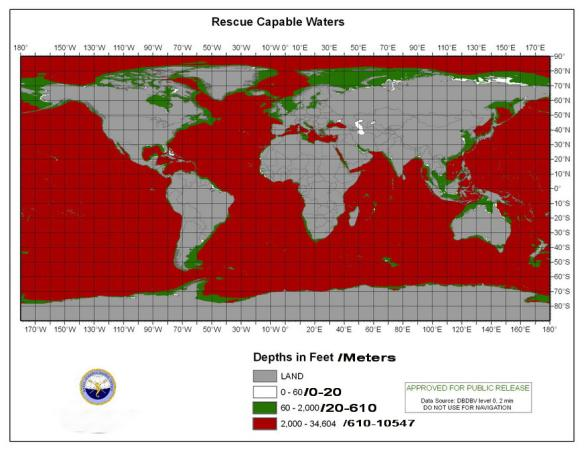 Rescue Capable Waters
180° 150°W 130°W 110°W 90°W 70°W 50°W 30°W 10°W 0° 10°E 30°E 50°E 70°E 90°E 110°E 130°E 150°E 170°E
90°
80°N
70°N
60°N
50°N
40°N
30°N
20°N
10°N
0°
10°S
20°S
30°S
40°S
50°S
60°S
70°S
80°S
170°W 150°W 130°W 110°W 90°W 70°W 50°W 30°W 10°W 0° 20°E 40°E 60°E 80°E 100°E 120°E 140°E 160°E 180°
Depths in Feet /Meters
LAND
0 - 60 /0-20
60 - 2,000 /20-610
2,000 - 34,604 /610-10547
APPROVED FOR PUBLIC RELEASE
Data Source: DBDBV level 0, 2 min
DO NOT USE FOR NAVIGATION